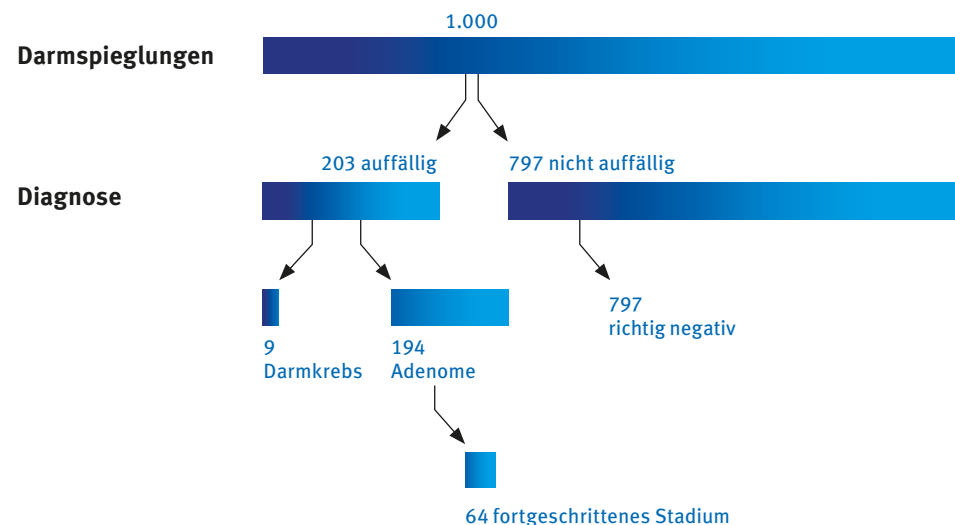 1.000
Darmspieglungen
203 auffällig
797 nicht auffällig
Diagnose
9
Darmkrebs
194
Adenome
797
richtig negativ
64 fortgeschrittenes Stadium